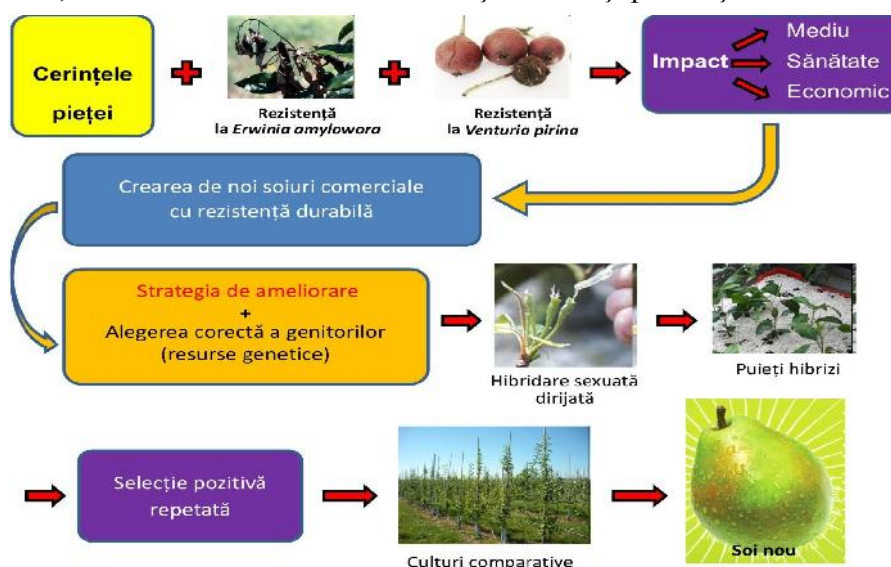 Cerințele
pieței
Rezistență
la Erwinia amylowora
Rezistență
la Venturia pirina
Impact
Mediu
Sănătate
Economic
Crearea de noi soiuri comerciale
cu rezistență durabilă
Strategia de ameliorare
+
Alegerea corectă a genitorilor
(resurse genetice)
Hibridare sexuată
dirijată
Puieți hibrizi
Selecție pozitivă
repetată
Culturi comparative
Soi nou